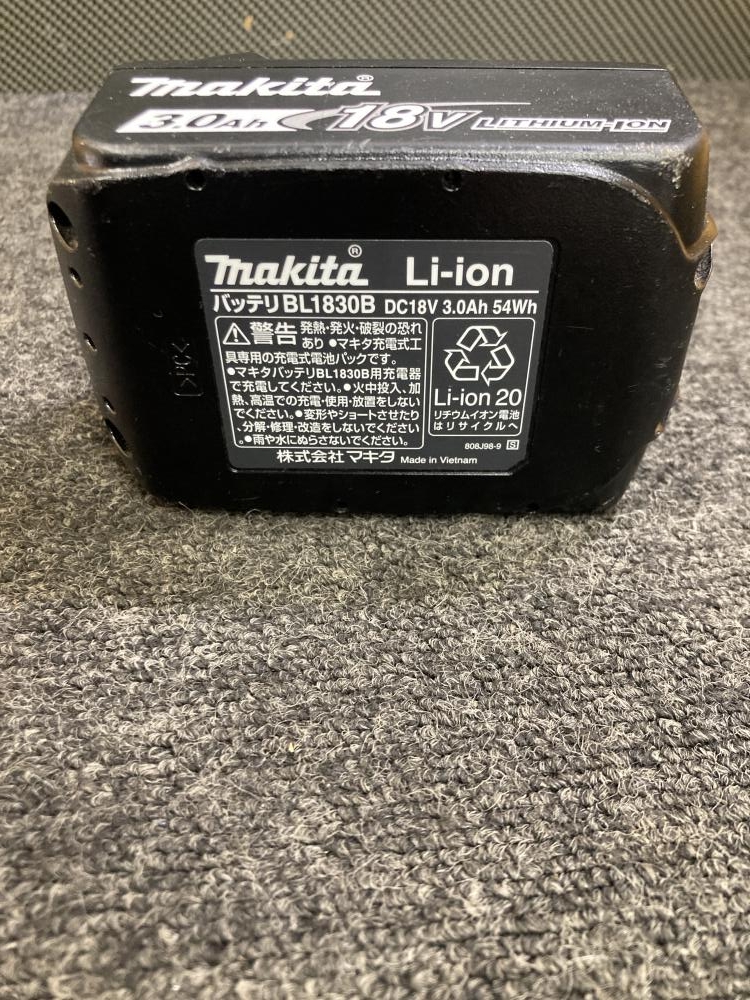 makita®
3.0Ah 18V LITHIUM-ION
makita® Li-ion
バッテリBL1830B DC18V 3.0Ah 54Wh
警告 発熱・発火・破裂の恐れ
あり ●マキタ充電式工
具専用の充電式電池パックです。
●マキタバッテリBL1830B用充電器
で充電してください。●火中投入、加
熱、高温での充電・使用・放置をしない
でください。●変形やショートさせたり
、分解・修理・改造をしないでください
。●雨や水にぬらさないでください。
Li-ion 20
リチウムイオン電池
はリサイクルへ
808J98-9 S
株式会社マキタ Made in Vietnam
>PC<